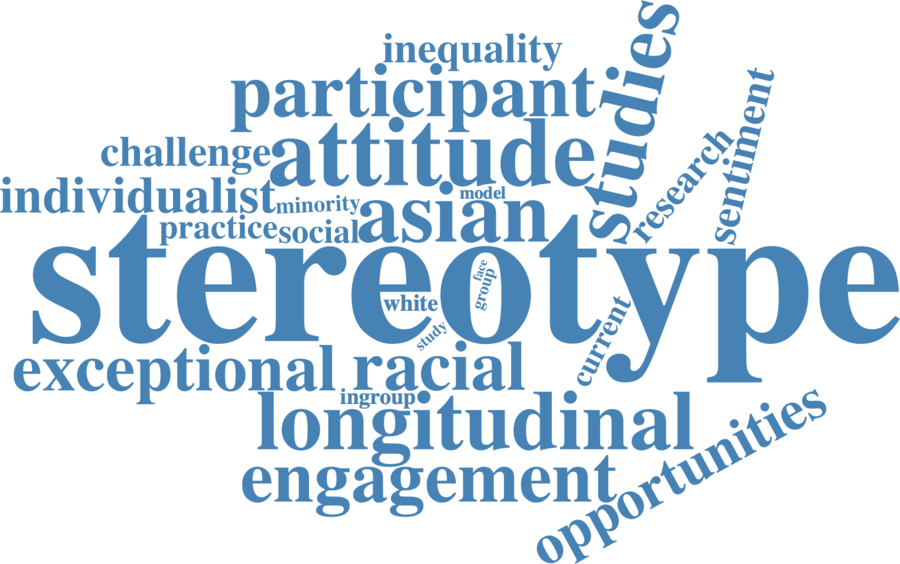 inequality
participant
studies
attitude
challenge
research
sentiment
individualist
minority
model
asian
practice
social
stereotype
face
group
white
study
current
exceptional
racial
ingroup
longitudinal
opportunities
engagement